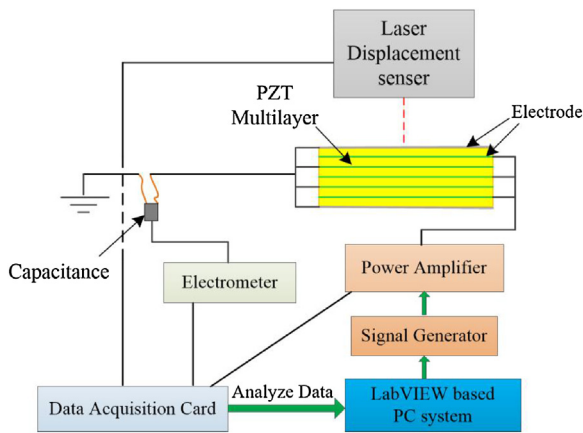 Laser
Displacement
senser
PZT
Multilayer
Electrode
Capacitance
Electrometer
Power Amplifier
Signal Generator
Data Acquisition Card
Analyze Data
LabVIEW based
PC system